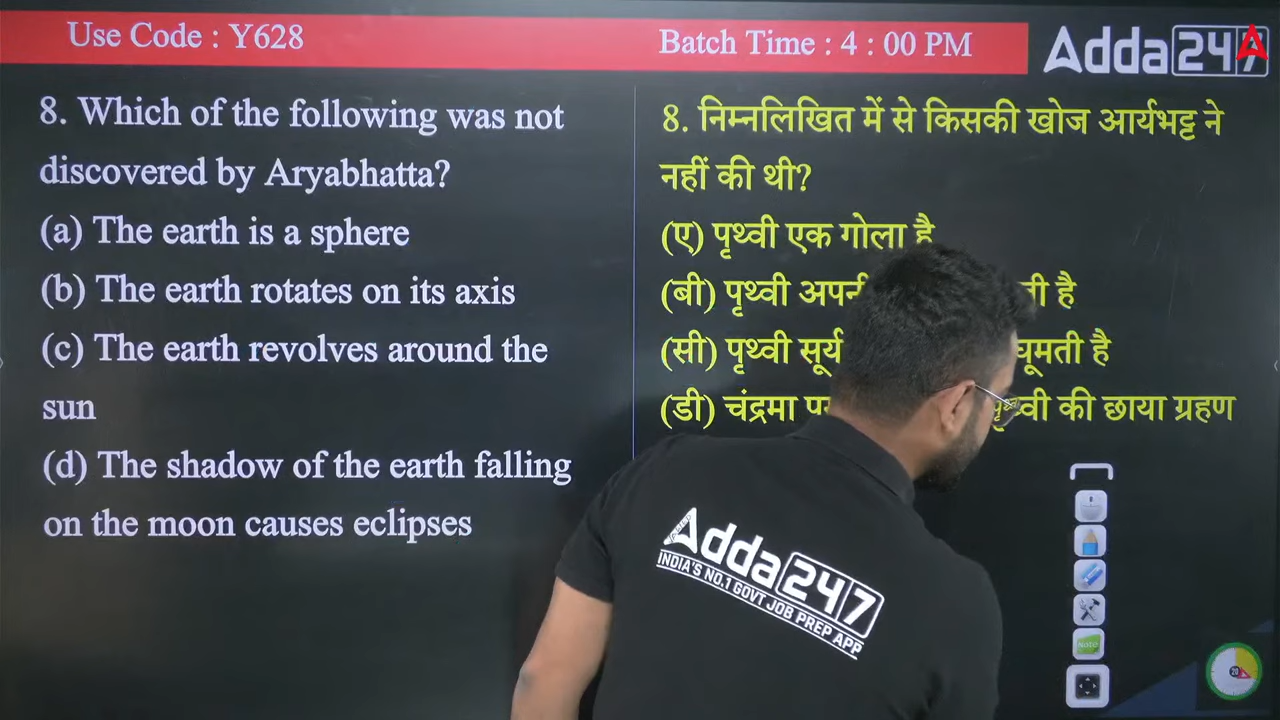 Use Code : Y628
Batch Time : 4 : 00 PM
Adda247
8. Which of the following was not
discovered by Aryabhatta?
(a) The earth is a sphere
(b) The earth rotates on its axis
(c) The earth revolves around the
sun
(d) The shadow of the earth falling
on the moon causes eclipses
8. निम्नलिखित में से किसकी खोज आर्यभट्ट ने
नहीं की थी?
(ए) पृथ्वी एक गोला है
(बी) पृथ्वी है
(सी) पृथ्वी घूमती है
(डी) चंद्रमा की छाया ग्रहण
Adda247
INDIA'S NO.1 GOVT JOB PREP APP
Note
20